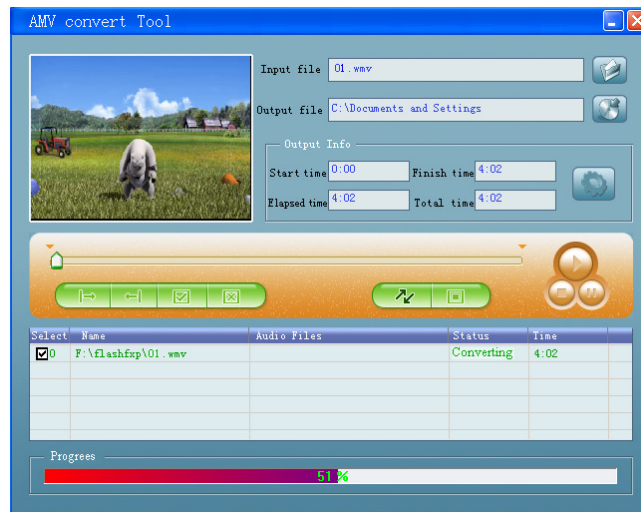 AMV convert Tool
Input file 01.wmv
Output file C:\Documents and Settings
Output Info
Start time 0:00 Finish time 4:02
Elapsed time 4:02 Total time 4:02
Select Name Audio Files Status Time
0 F:\flashfxp\01.wmv Converting 4:02
Progrees
51 %